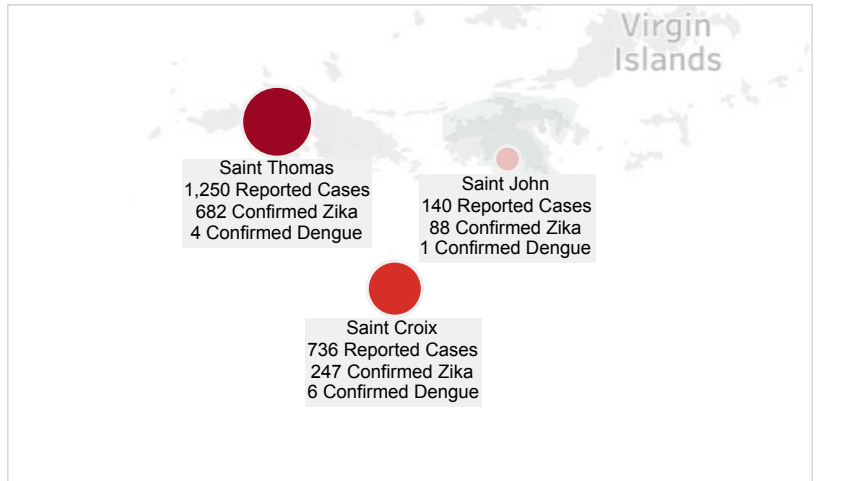 Virgin
Islands
Saint Thomas
1,250 Reported Cases
682 Confirmed Zika
4 Confirmed Dengue
Saint John
140 Reported Cases
88 Confirmed Zika
1 Confirmed Dengue
Saint Croix
736 Reported Cases
247 Confirmed Zika
6 Confirmed Dengue